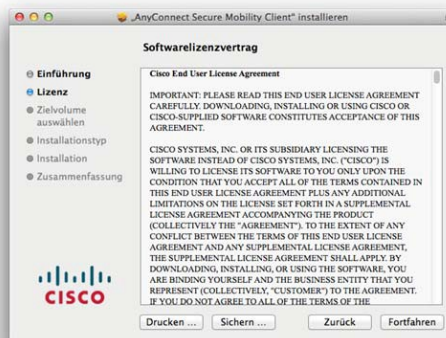 „AnyConnect Secure Mobility Client“ installieren
Softwarelizenzvertrag
Einführung
Lizenz
Zielvolume
auswählen
Installationstyp
Installation
Zusammenfassung
CISCO
Cisco End User License Agreement
IMPORTANT: PLEASE READ THIS END USER LICENSE AGREEMENT
CAREFULLY. DOWNLOADING, INSTALLING OR USING CISCO OR
CISCO-SUPPLIED SOFTWARE CONSTITUTES ACCEPTANCE OF THIS
AGREEMENT.
CISCO SYSTEMS, INC. OR ITS SUBSIDIARY LICENSING THE
SOFTWARE INSTEAD OF CISCO SYSTEMS, INC. ("CISCO") IS
WILLING TO LICENSE ITS SOFTWARE TO YOU ONLY UPON THE
CONDITION THAT YOU ACCEPT ALL OF THE TERMS CONTAINED IN
THIS END USER LICENSE AGREEMENT PLUS ANY ADDITIONAL
LIMITATIONS ON THE LICENSE SET FORTH IN A SUPPLEMENTAL
LICENSE AGREEMENT ACCOMPANYING THE PRODUCT
(COLLECTIVELY THE "AGREEMENT"). TO THE EXTENT OF ANY
CONFLICT BETWEEN THE TERMS OF THIS END USER LICENSE
AGREEMENT AND ANY SUPPLEMENTAL LICENSE AGREEMENT,
THE SUPPLEMENTAL LICENSE AGREEMENT SHALL APPLY. BY
DOWNLOADING, INSTALLING, OR USING THE SOFTWARE, YOU
ARE BINDING YOURSELF AND THE BUSINESS ENTITY THAT YOU
REPRESENT (COLLECTIVELY, "CUSTOMER") TO THE AGREEMENT.
IF YOU DO NOT AGREE TO ALL OF THE TERMS OF THE
Drucken ... Sichern ... Zurück Fortfahren